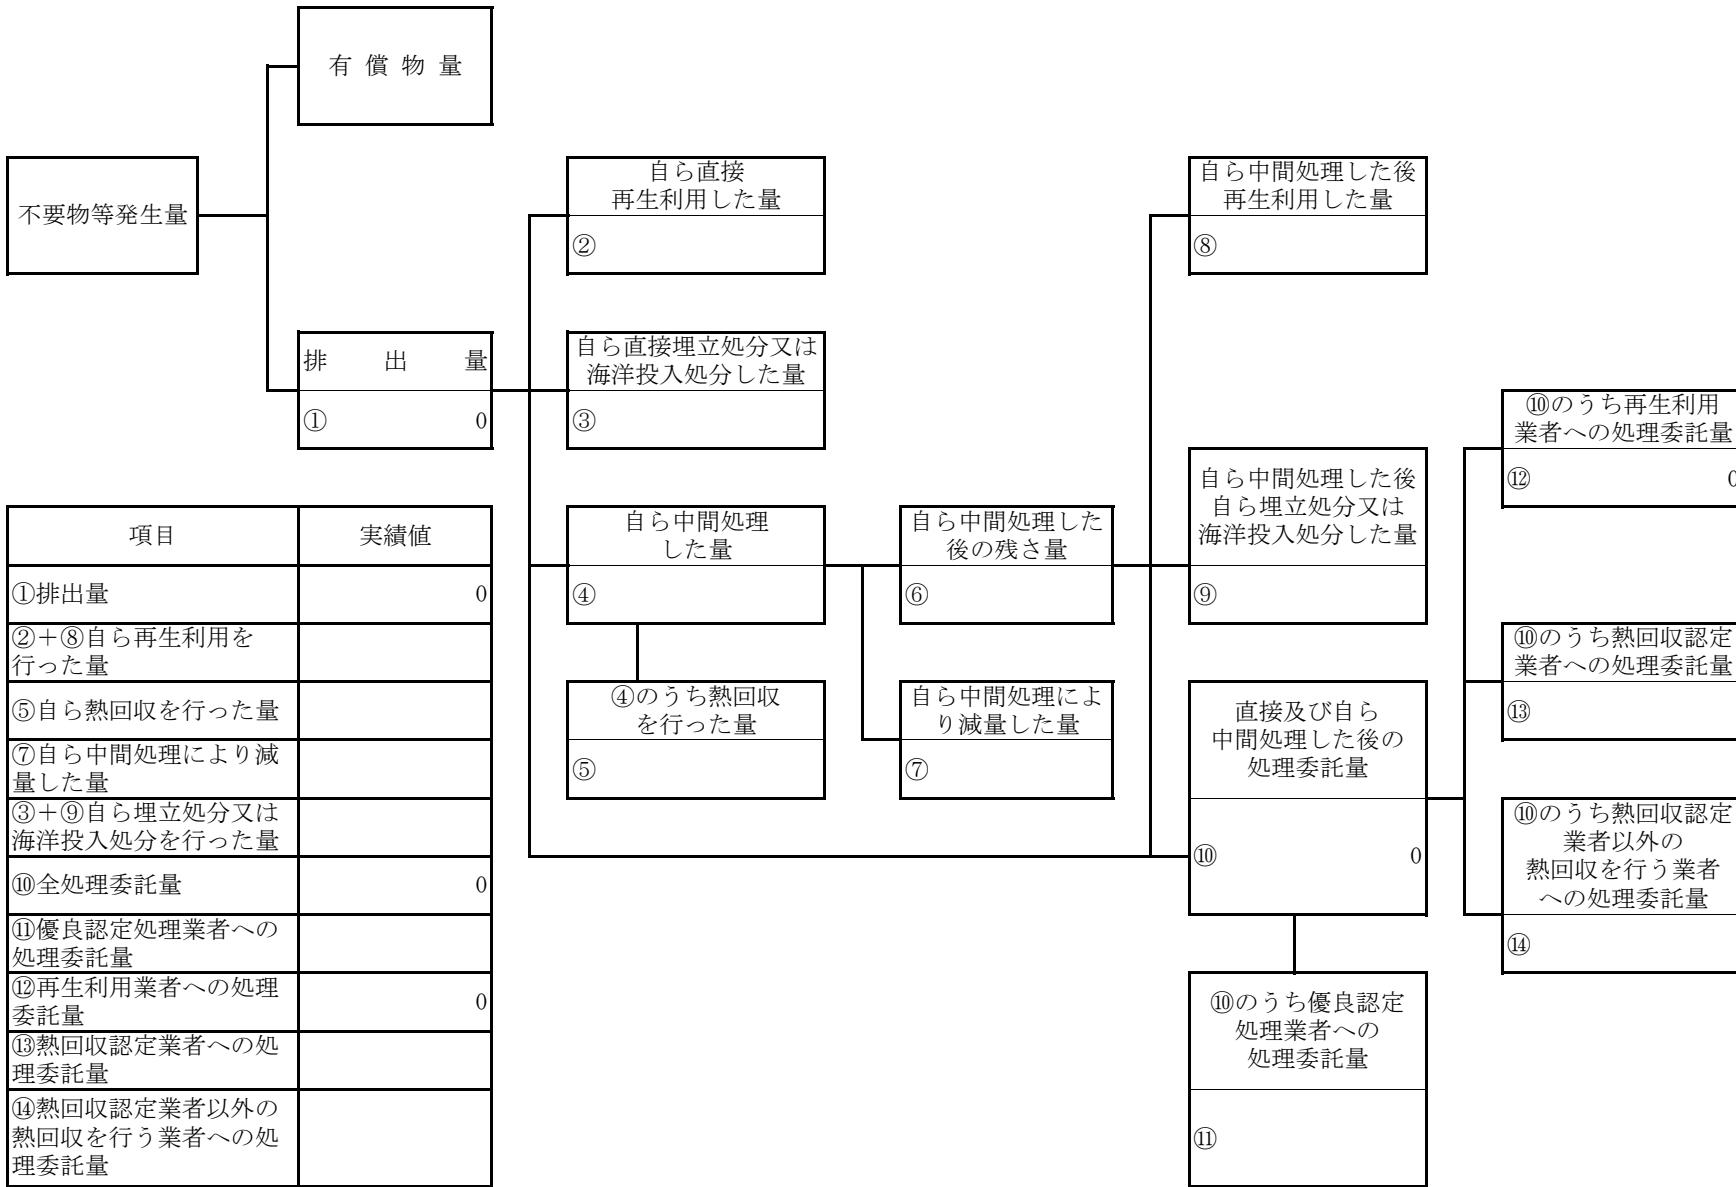 有償物量
不要物等発生量
自ら直接
再生利用した量
②
自ら中間処理した後
再生利用した量
⑧
排出量
① 0
自ら直接埋立処分又は
海洋投入処分した量
③
⑩のうち再生利用
業者への処理委託量
⑫ 0
自ら中間処理した後
自ら埋立処分又は
海洋投入処分した量
⑨
自ら中間処理
した量
④
自ら中間処理した
後の残さ量
⑥
④のうち熱回収
を行った量
⑤
自ら中間処理によ
り減量した量
⑦
直接及び自ら
中間処理した後の
処理委託量
⑩ 0
⑩のうち熱回収認定
業者への処理委託量
⑬
⑩のうち熱回収認定
業者以外の
熱回収を行う業者
への処理委託量
⑭
⑩のうち優良認定
処理業者への
処理委託量
⑪
項目 実績値
①排出量 0
②＋⑧自ら再生利用を
行った量
⑤自ら熱回収を行った量
⑦自ら中間処理により減
量した量
③＋⑨自ら埋立処分又は
海洋投入処分を行った量
⑩全処理委託量 0
⑪優良認定処理業者への
処理委託量
⑫再生利用業者への処理
委託量 0
⑬熱回収認定業者への処
理委託量
⑭熱回収認定業者以外の
熱回収を行う業者への処
理委託量